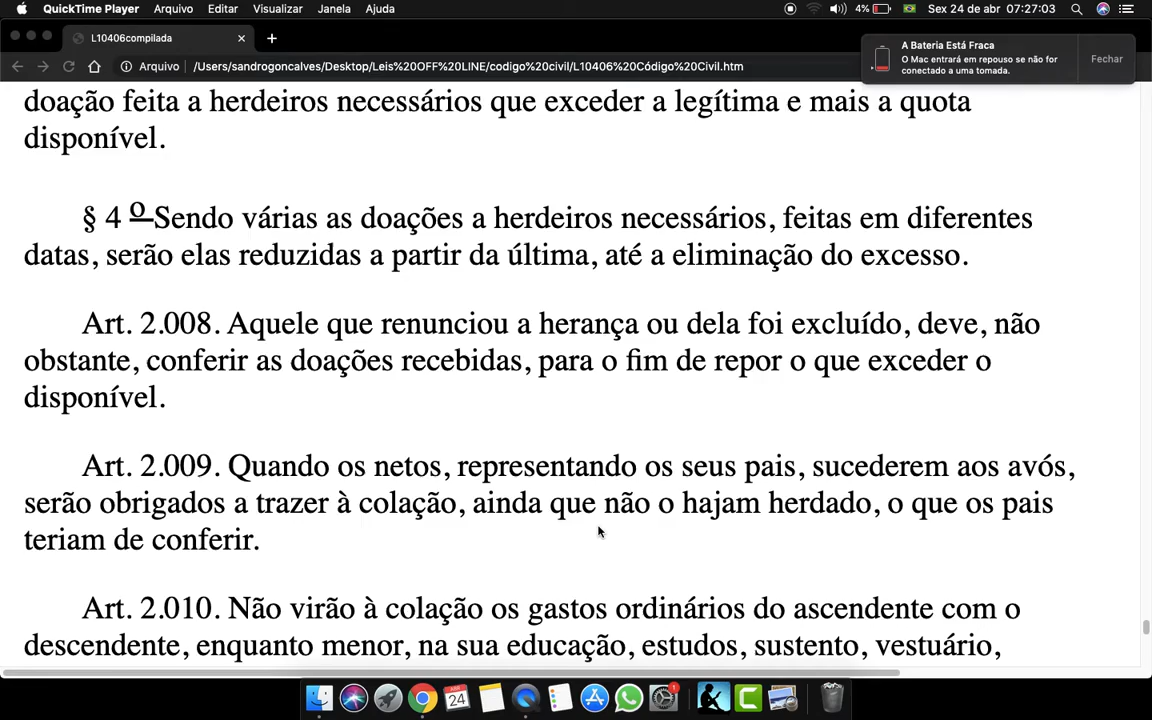 QuickTime Player Arquivo Editar Visualizar Janela Ajuda 4% Sex 24 de abr 07:27:03
L10406compilada
Arquivo /Users/sandrogoncalves/Desktop/Leis%20OFF%20LINE/codigo%20civil/L10406%20Código%20Civil.htm
A Bateria Está Fraca
O Mac entrará em repouso se não for
conectado a uma tomada.
Fechar
doação feita a herdeiros necessários que exceder a legítima e mais a quota
disponível.
§ 4 o Sendo várias as doações a herdeiros necessários, feitas em diferentes
datas, serão elas reduzidas a partir da última, até a eliminação do excesso.
Art. 2.008. Aquele que renunciou a herança ou dela foi excluído, deve, não
obstante, conferir as doações recebidas, para o fim de repor o que exceder o
disponível.
Art. 2.009. Quando os netos, representando os seus pais, sucederem aos avós,
serão obrigados a trazer à colação, ainda que não o hajam herdado, o que os pais
teriam de conferir.
Art. 2.010. Não virão à colação os gastos ordinários do ascendente com o
descendente, enquanto menor, na sua educação, estudos, sustento, vestuário,
24
1